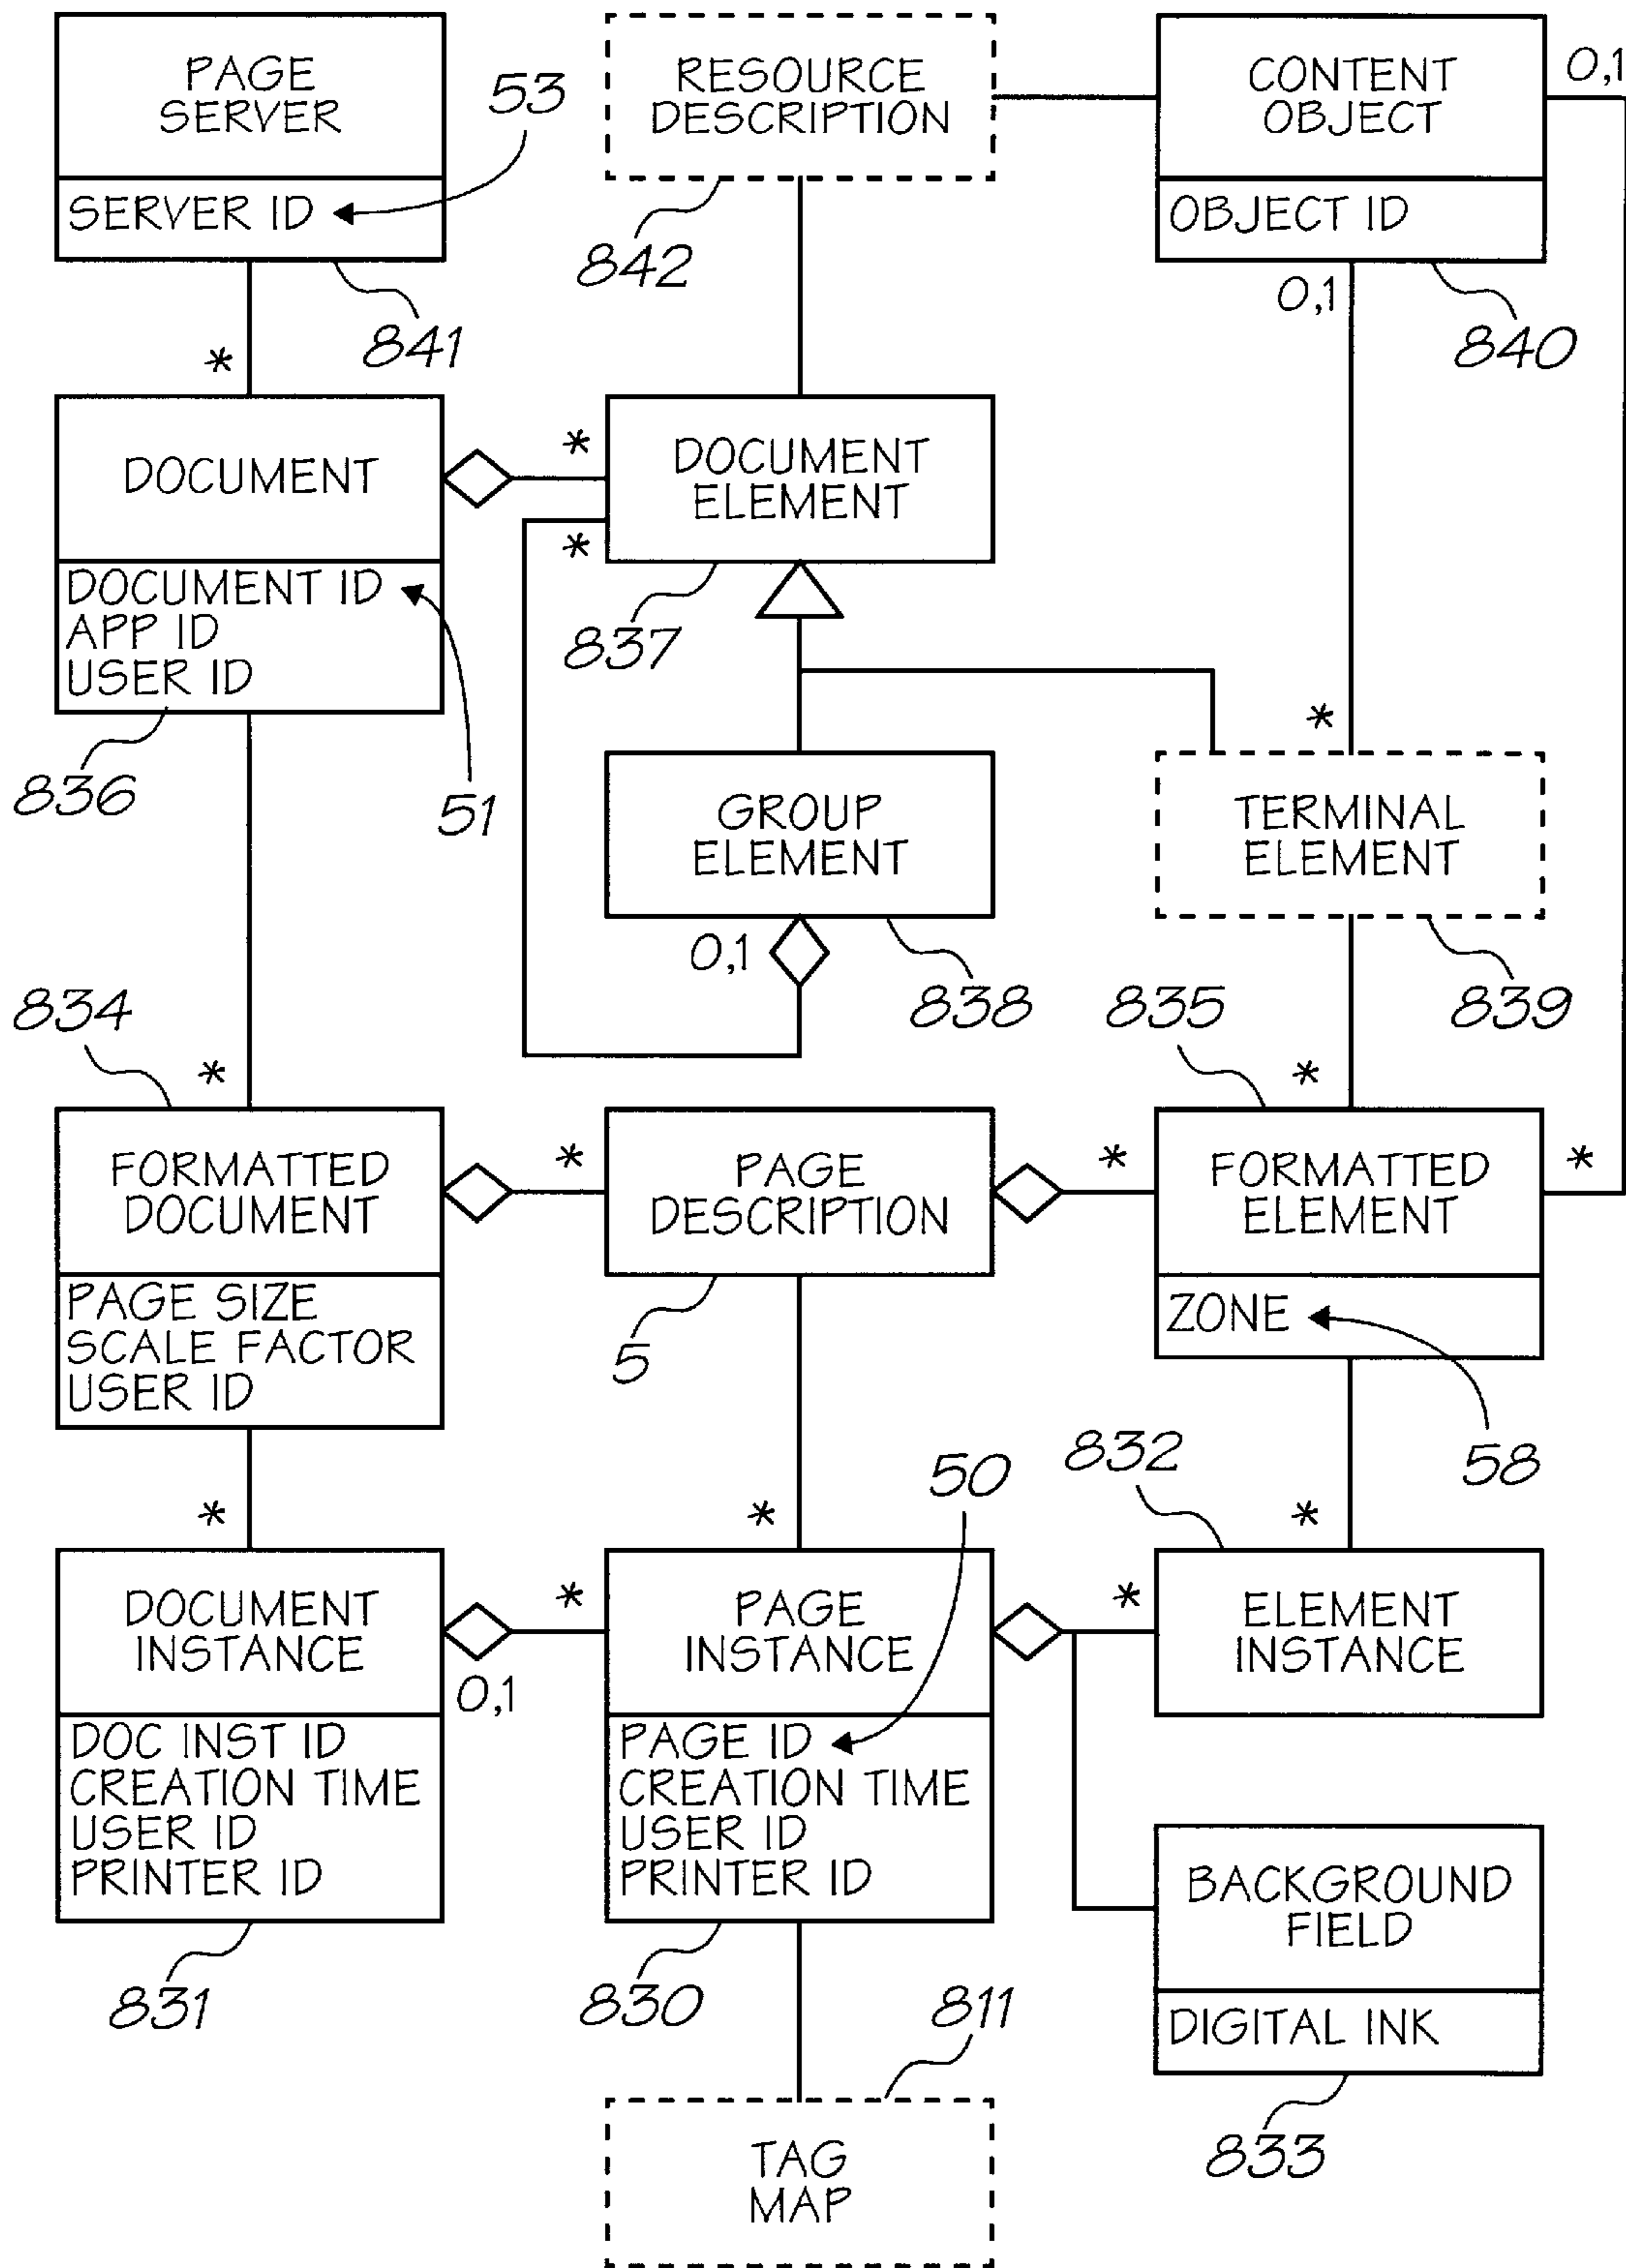 PAGE
SERVER
53
SERVER ID
841
RESOURCE
DESCRIPTION
842
CONTENT
OBJECT
0,1
OBJECT ID
0,1
840
*
DOCUMENT
DOCUMENT ID
APP ID
USER ID
836
51
*
*
DOCUMENT
ELEMENT
837
GROUP
ELEMENT
0,1
838
*
TERMINAL
ELEMENT
839
834
*
FORMATTED
DOCUMENT
PAGE SIZE
SCALE FACTOR
USER ID
*
PAGE
DESCRIPTION
5
835
*
*
FORMATTED
ELEMENT
*
ZONE
58
*
DOCUMENT
INSTANCE
0,1
DOC INST ID
CREATION TIME
USER ID
PRINTER ID
831
*
50
*
PAGE
INSTANCE
PAGE ID
CREATION TIME
USER ID
PRINTER ID
830
832
*
*
ELEMENT
INSTANCE
BACKGROUND
FIELD
DIGITAL INK
833
811
TAG
MAP